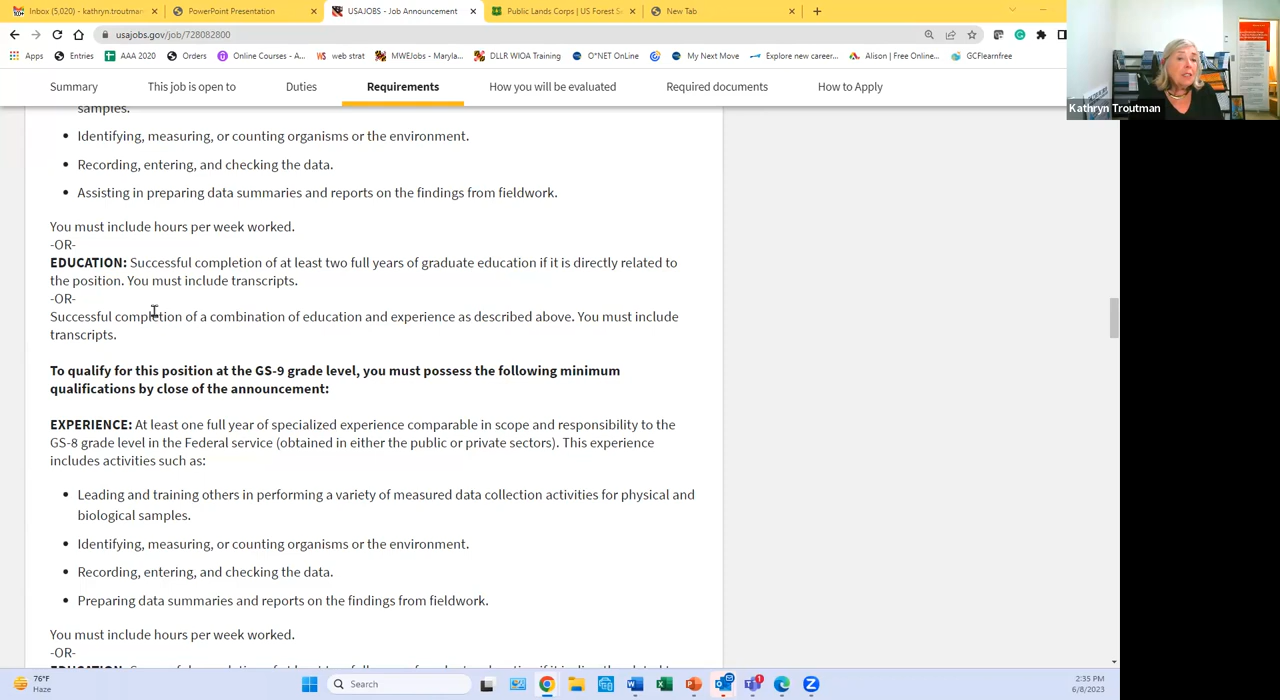 Inbox (5,020) - kathryn.troutman
PowerPoint Presentation
USAJOBS - Job Announcement
Public Lands Corps | US Forest Se
New Tab
usajobs.gov/job/728082800
Apps
Entries
AAA 2020
Orders
Online Courses - A...
web strat
MWEJobs - Maryla...
DLLR WIOA Training
O*NET OnLine
My Next Move
Explore new career...
Alison | Free Online...
GCFlearnfree
Summary
This job is open to
Duties
Requirements
How you will be evaluated
Required documents
How to Apply
Kathryn Troutman
samples.
• Identifying, measuring, or counting organisms or the environment.
• Recording, entering, and checking the data.
• Assisting in preparing data summaries and reports on the findings from fieldwork.
You must include hours per week worked.
-OR-
EDUCATION: Successful completion of at least two full years of graduate education if it is directly related to
the position. You must include transcripts.
-OR-
Successful completion of a combination of education and experience as described above. You must include
transcripts.
To qualify for this position at the GS-9 grade level, you must possess the following minimum
qualifications by close of the announcement:
EXPERIENCE: At least one full year of specialized experience comparable in scope and responsibility to the
GS-8 grade level in the Federal service (obtained in either the public or private sectors). This experience
includes activities such as:
• Leading and training others in performing a variety of measured data collection activities for physical and
biological samples.
• Identifying, measuring, or counting organisms or the environment.
• Recording, entering, and checking the data.
• Preparing data summaries and reports on the findings from fieldwork.
You must include hours per week worked.
-OR-
76°F
Haze
Search
2:35 PM
6/8/2023